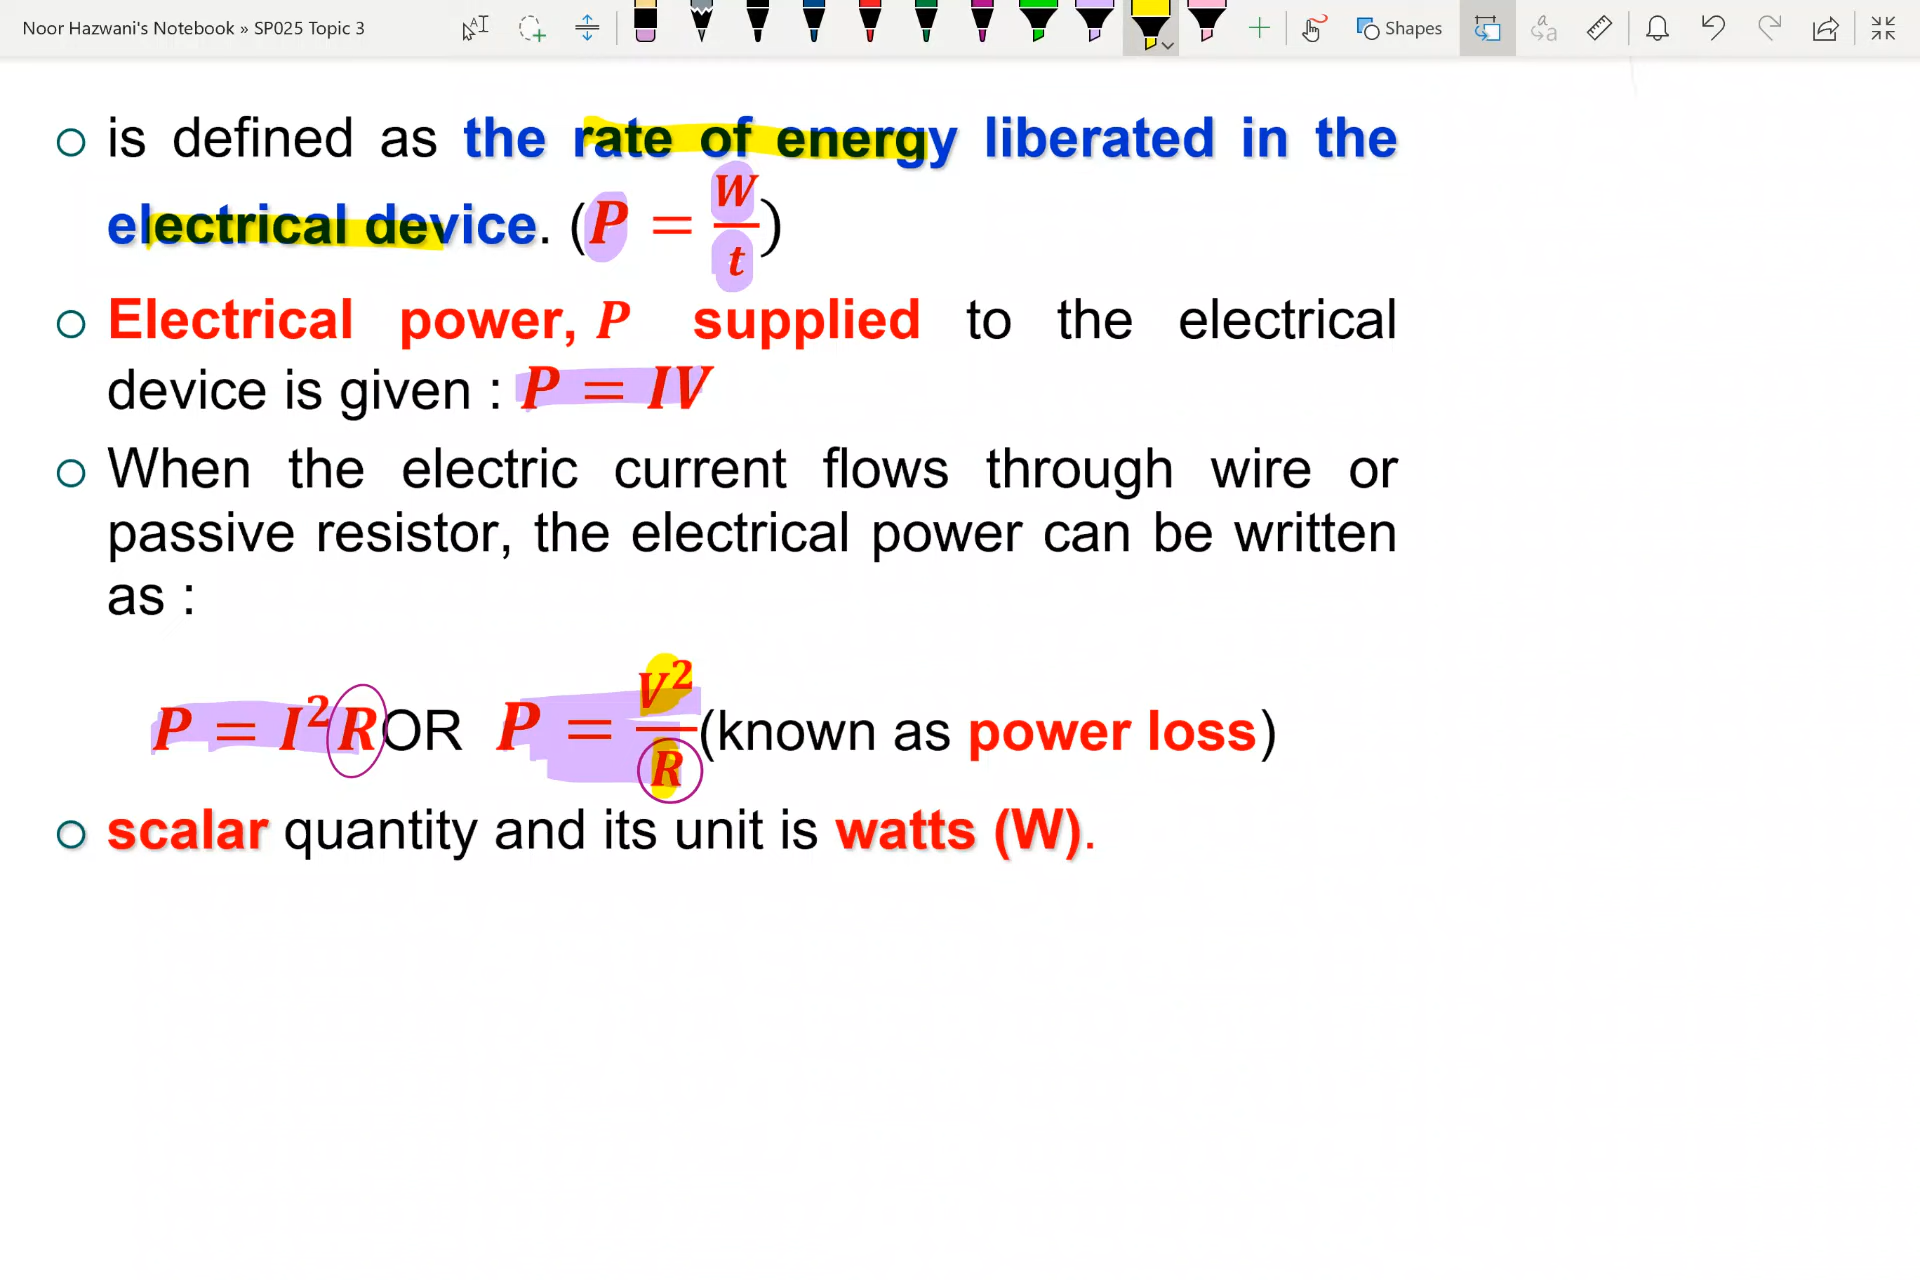 Noor Hazwani's Notebook » SP025 Topic 3 Shapes
is defined as the rate of energy liberated in the
electrical device. (P = W/t)
Electrical power, P supplied to the electrical
device is given : P = IV
When the electric current flows through wire or
passive resistor, the electrical power can be written
as :
P = I²R OR P = V²/R (known as power loss)
scalar quantity and its unit is watts (W).